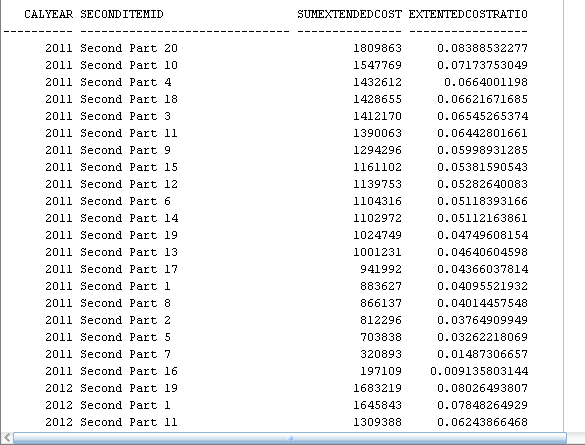 CALYEAR SECONDITEMID SUMEXTENDEDCOST EXTENTEDCOSTRATIO
---------- ------------------------------ --------------- -----------------
2011 Second Part 20 1809863 0.08388532277
2011 Second Part 10 1547769 0.07173753049
2011 Second Part 4 1432612 0.0664001198
2011 Second Part 18 1428655 0.06621671685
2011 Second Part 3 1412170 0.06545265374
2011 Second Part 11 1390063 0.06442801661
2011 Second Part 9 1294296 0.05998931285
2011 Second Part 15 1161102 0.05381590543
2011 Second Part 12 1139753 0.05282640083
2011 Second Part 6 1104316 0.05118393166
2011 Second Part 14 1102972 0.05112163861
2011 Second Part 19 1024749 0.04749608154
2011 Second Part 13 1001231 0.04640604598
2011 Second Part 17 941992 0.04366037814
2011 Second Part 1 883627 0.04095521932
2011 Second Part 8 866137 0.04014457548
2011 Second Part 2 812296 0.03764909949
2011 Second Part 5 703838 0.03262218069
2011 Second Part 7 320893 0.01487306657
2011 Second Part 16 197109 0.009135803144
2012 Second Part 19 1683219 0.08026493807
2012 Second Part 1 1645843 0.07848264929
2012 Second Part 11 1309388 0.06243866468